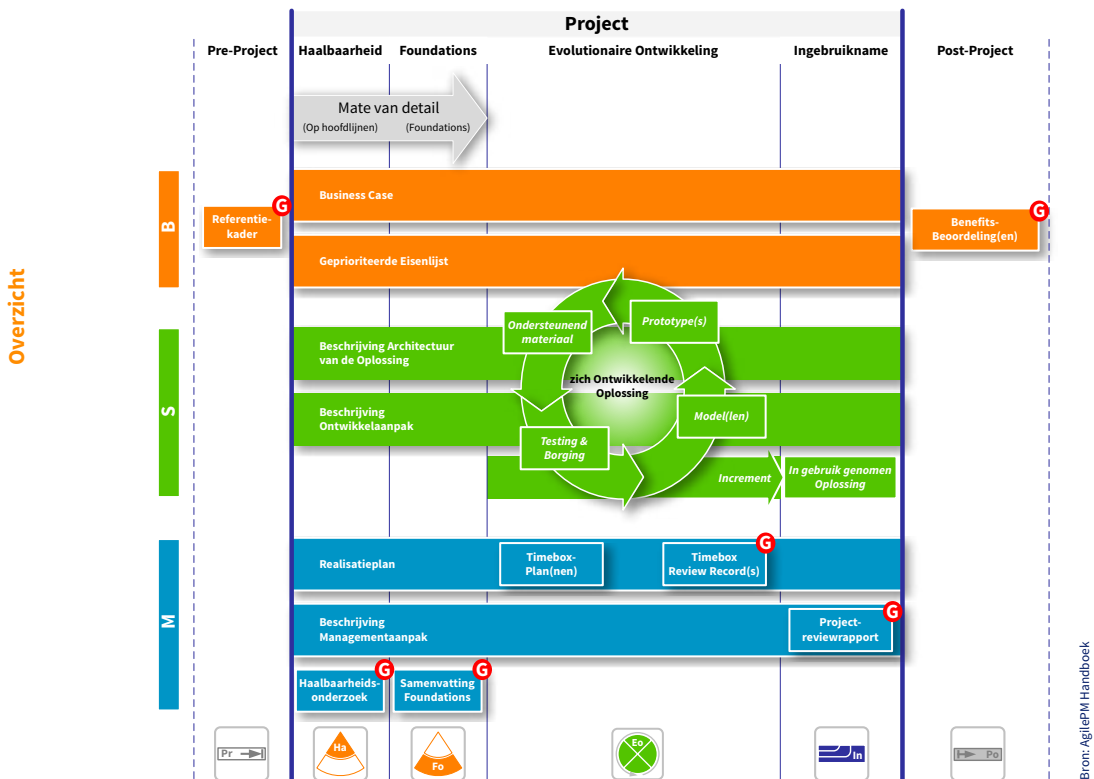 Project
Pre-Project
Haalbaarheid
Foundations
Evolutionaire Ontwikkeling
Ingebruikname
Post-Project
Mate van detail
(Op hoofdlijnen)
(Foundations)
Overzicht
B
Business Case
Referentie-
kader
G
Benefits-
Beoordeling(en)
G
Geprioriteerde Eisenlijst
S
Ondersteunend
materiaal
Prototype(s)
Beschrijving Architectuur
van de Oplossing
zich Ontwikkelende
Oplossing
Beschrijving
Ontwikkelaanpak
Model(len)
Testing &
Borging
Increment
In gebruik genomen
Oplossing
M
Realisatieplan
Timebox-
Plan(nen)
Timebox
Review Record(s)
G
Beschrijving
Managementaanpak
Project-
reviewrapport
G
Haalbaarheids-
onderzoek
G
Samenvatting
Foundations
G
Pr
Ha
Fo
Eo
In
Po
Bron: AgilePM Handboek